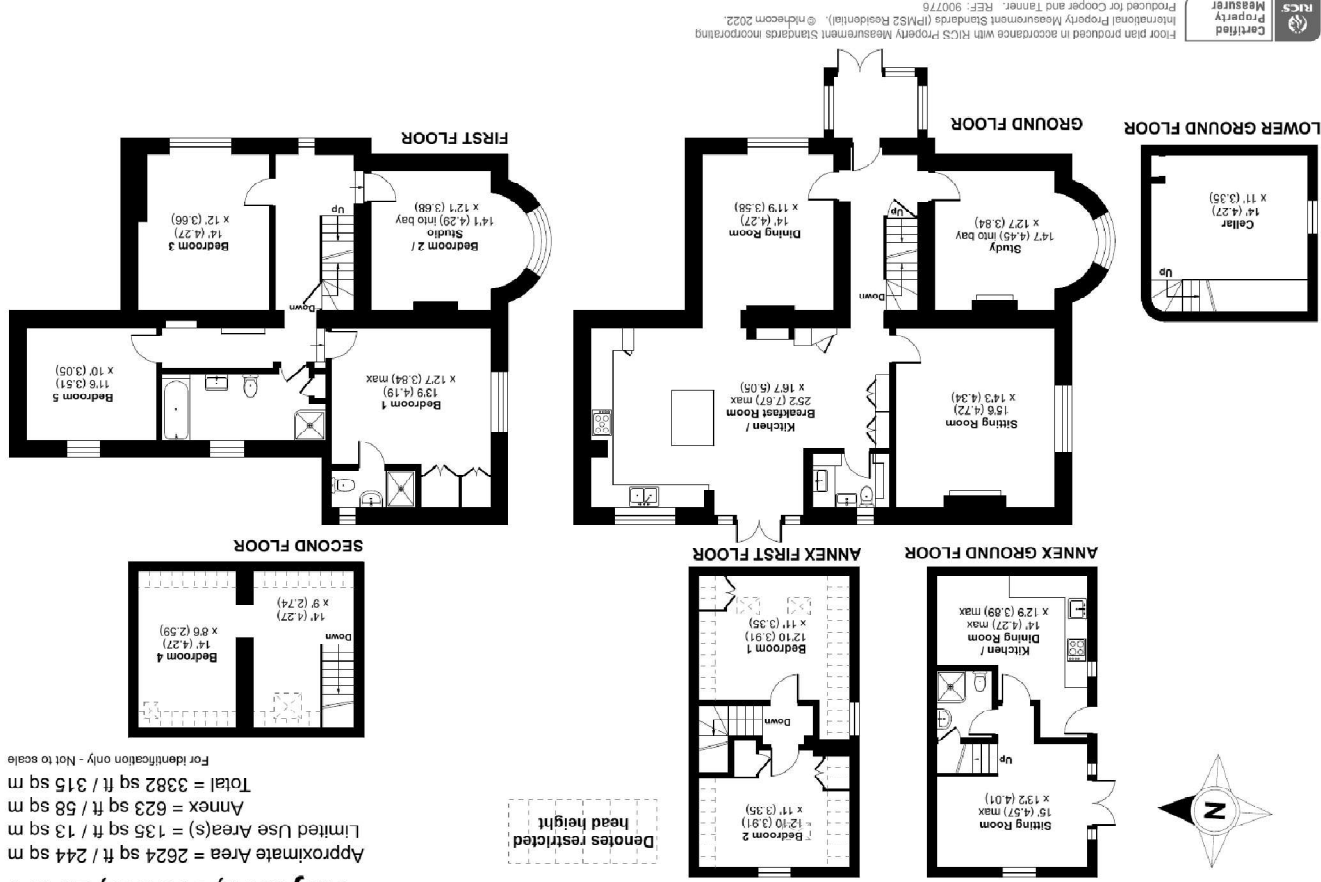 Approximate Area = 2624 sq ft / 244 sq m
Limited Use Area(s) = 135 sq ft / 13 sq m
Annex = 623 sq ft / 58 sq m
Total = 3382 sq ft / 315 sq m
For identification only - Not to scale
Denotes restricted
head height
N
Sitting Room
15' (4.57) max
x 13'2 (4.01)
Up
Kitchen /
Dining Room
14' (4.27) max
x 12'9 (3.89) max
ANNEX GROUND FLOOR
Bedroom 2
12'10 (3.91)
x 11' (3.35)
Down
Bedroom 1
12'10 (3.91)
x 11' (3.35)
ANNEX FIRST FLOOR
Down
14' (4.27)
x 9' (2.74)
Bedroom 4
14' (4.27)
x 8'6 (2.59)
SECOND FLOOR
Up
Cellar
14' (4.27)
x 11' (3.35)
LOWER GROUND FLOOR
Sitting Room
15'6 (4.72)
x 14'3 (4.34)
Kitchen /
Breakfast Room
25'2 (7.67) max
x 16'7 (5.05)
Down
Up
Study
14'7 (4.45) into bay
x 12'7 (3.84)
Dining Room
14' (4.27)
x 11'9 (3.58)
GROUND FLOOR
Bedroom 1
13'9 (4.19)
x 12'7 (3.84) max
Bedroom 5
11'6 (3.51)
x 10' (3.05)
Down
Up
Bedroom 2 /
Studio
14'1 (4.29) into bay
x 12'1 (3.68)
Bedroom 3
14' (4.27)
x 12' (3.66)
FIRST FLOOR
Certified
Property
Measurer
RICS
Floor plan produced in accordance with RICS Property Measurement Standards incorporating
International Property Measurement Standards (IPMS2 Residential). © nichecom 2022.
Produced for Cooper and Tanner. REF: 900776